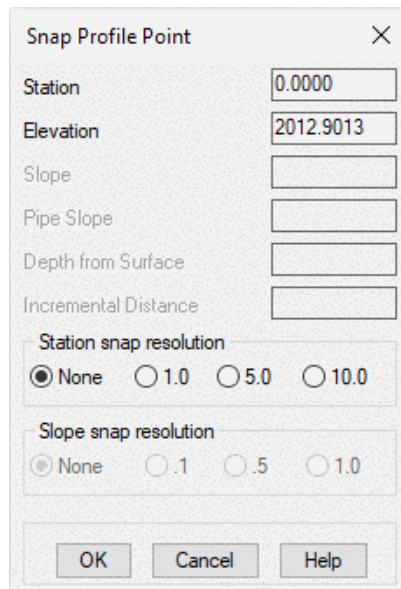 Snap Profile Point
Station 0.0000
Elevation 2012.9013
Slope
Pipe Slope
Depth from Surface
Incremental Distance
Station snap resolution
None 1.0 5.0 10.0
Slope snap resolution
None .1 .5 1.0
OK Cancel Help